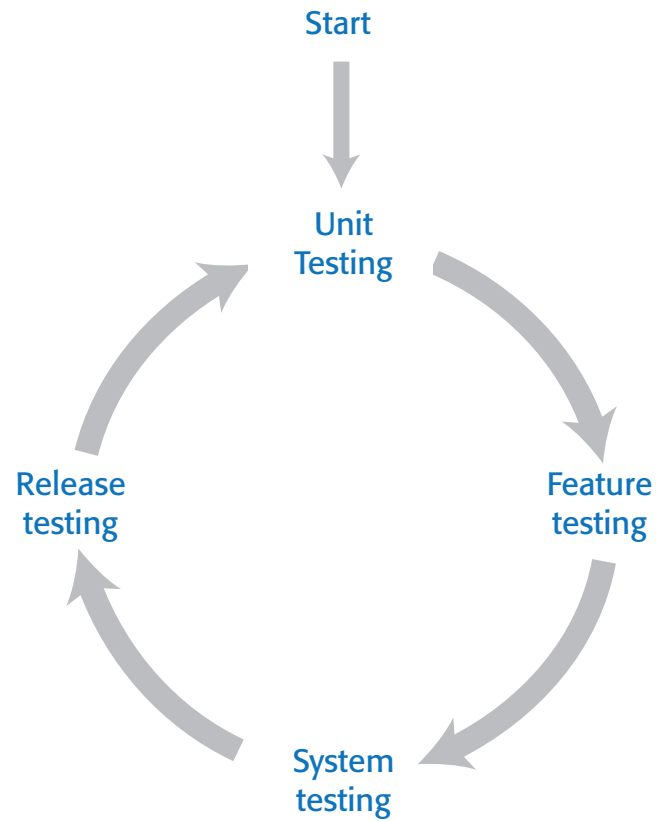 Start
Unit
Testing
Feature
testing
System
testing
Release
testing